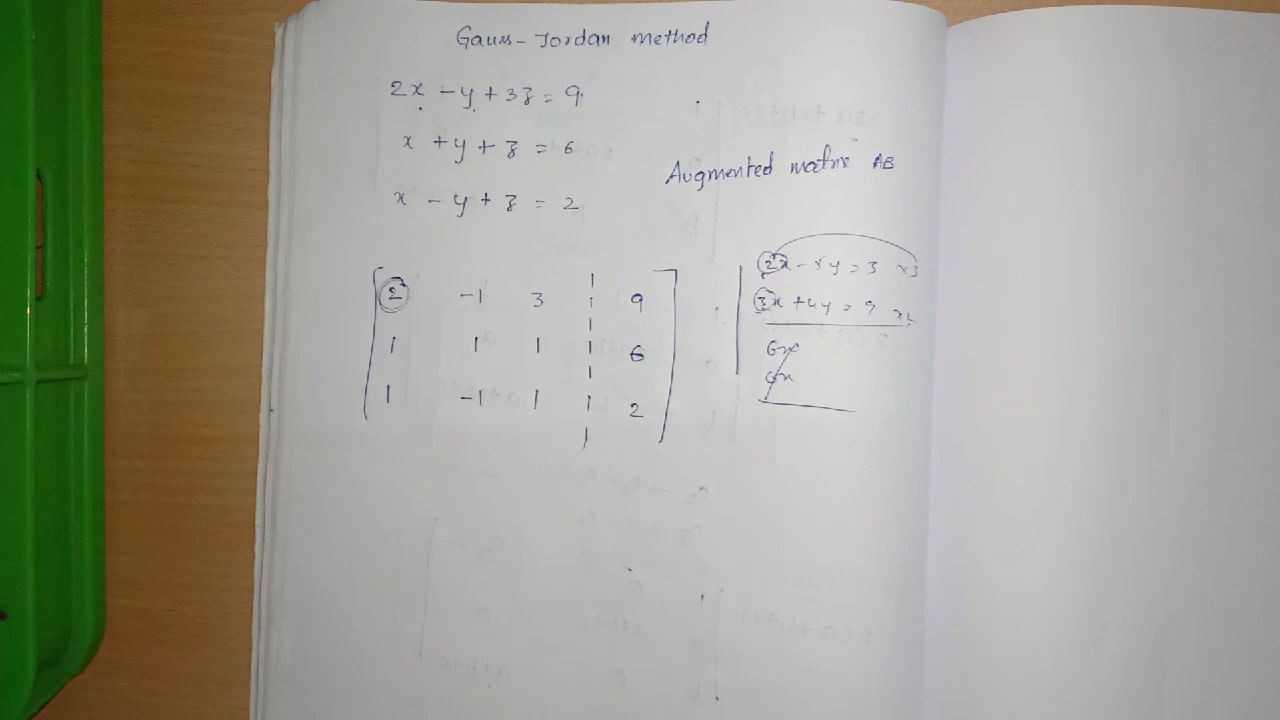 Gauss-Jordan method
2x - y + 3z = 9
x + y + z = 6
x - y + z = 2
Augmented matrix AB
2 -1 3 | 9
1 1 1 | 6
1 -1 1 | 2
2x - y = 3 x3
3x + 4y = 9 x2
6x
6x